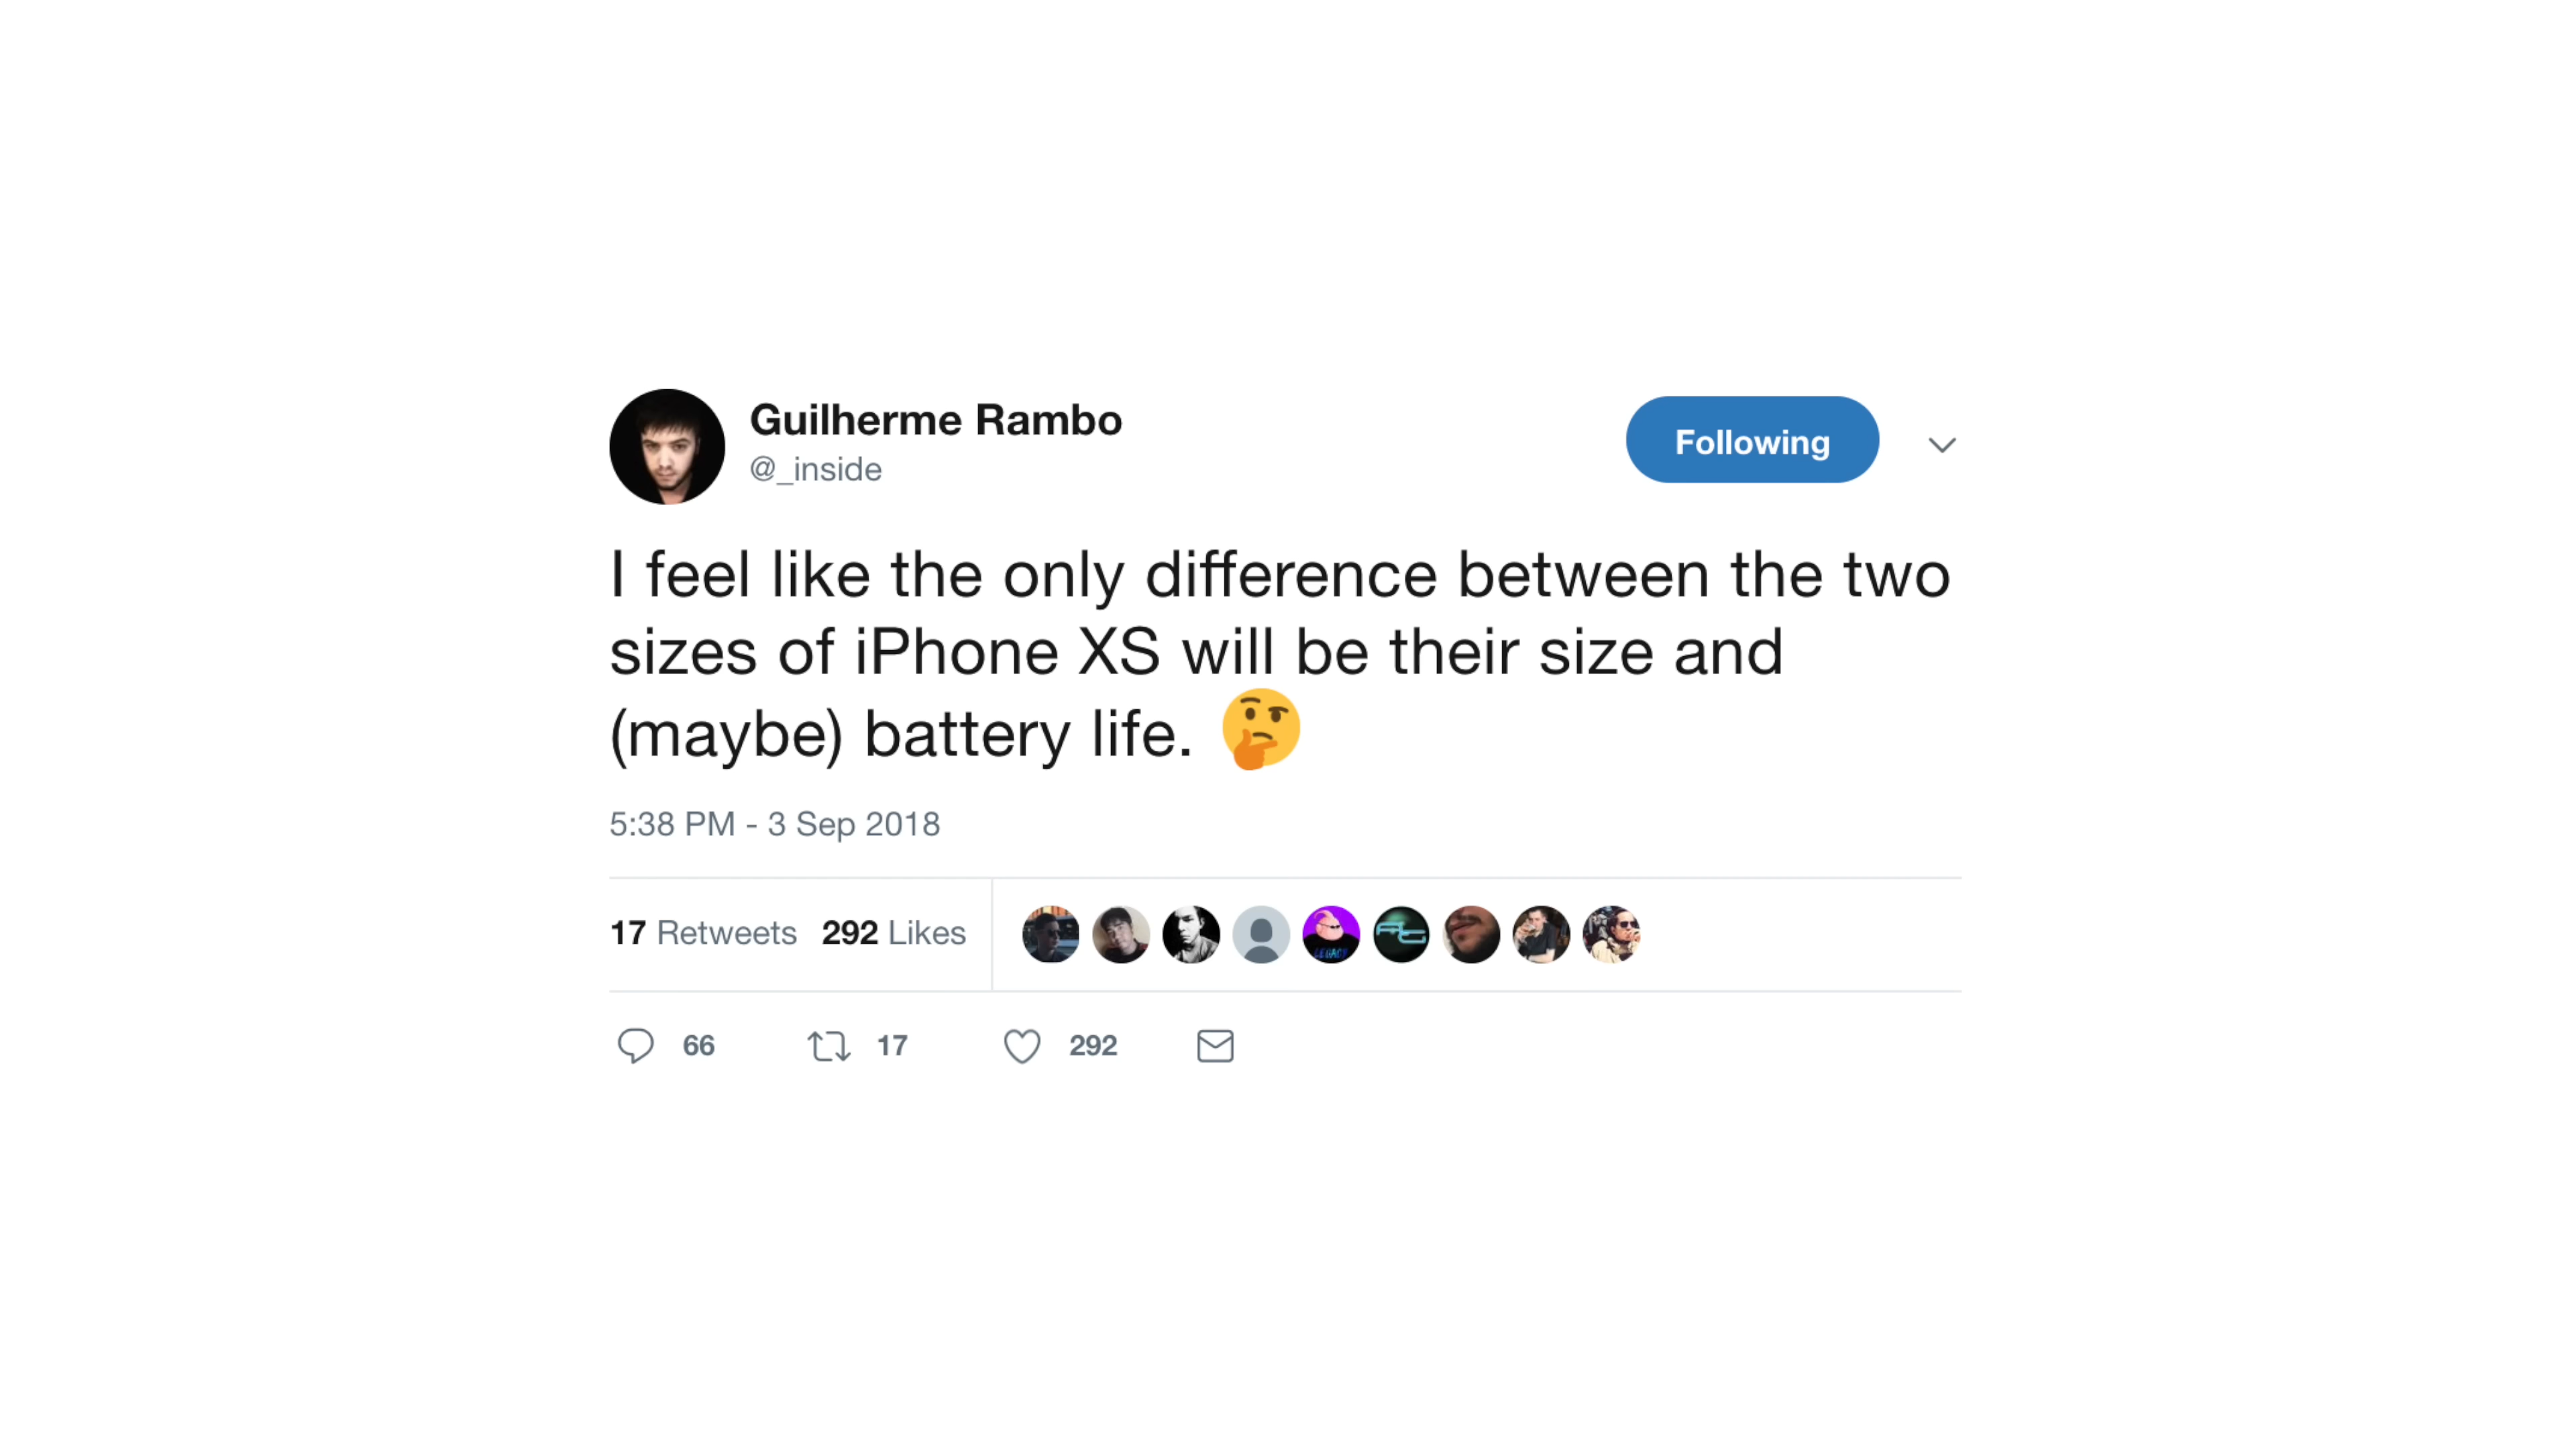 Guilherme Rambo
@_inside
Following
I feel like the only difference between the two
sizes of iPhone XS will be their size and
(maybe) battery life. 🤔
5:38 PM - 3 Sep 2018
17 Retweets 292 Likes
LEGACY
66 17 292